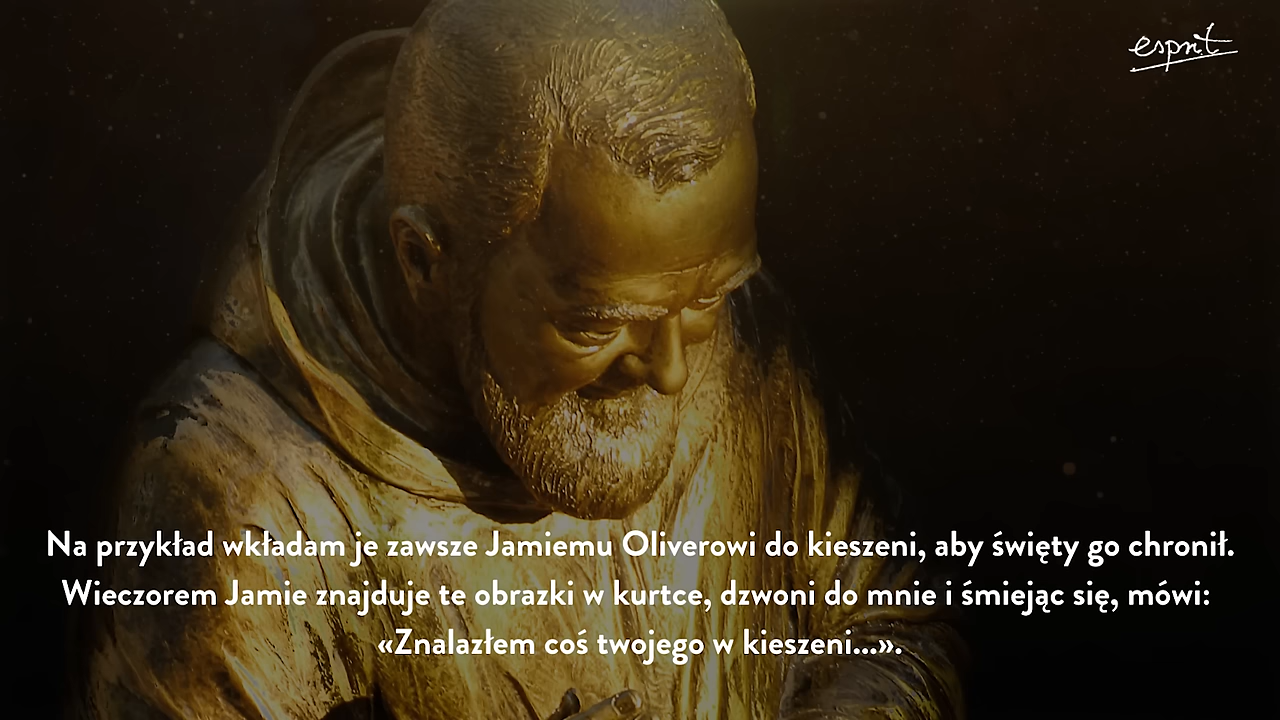 esprit
Na przykład wkładam je zawsze Jamiemu Oliverowi do kieszeni, aby święty go chronił.
Wieczorem Jamie znajduje te obrazki w kurtce, dzwoni do mnie i śmiejąc się, mówi:
«Znalazłem coś twojego w kieszeni...».